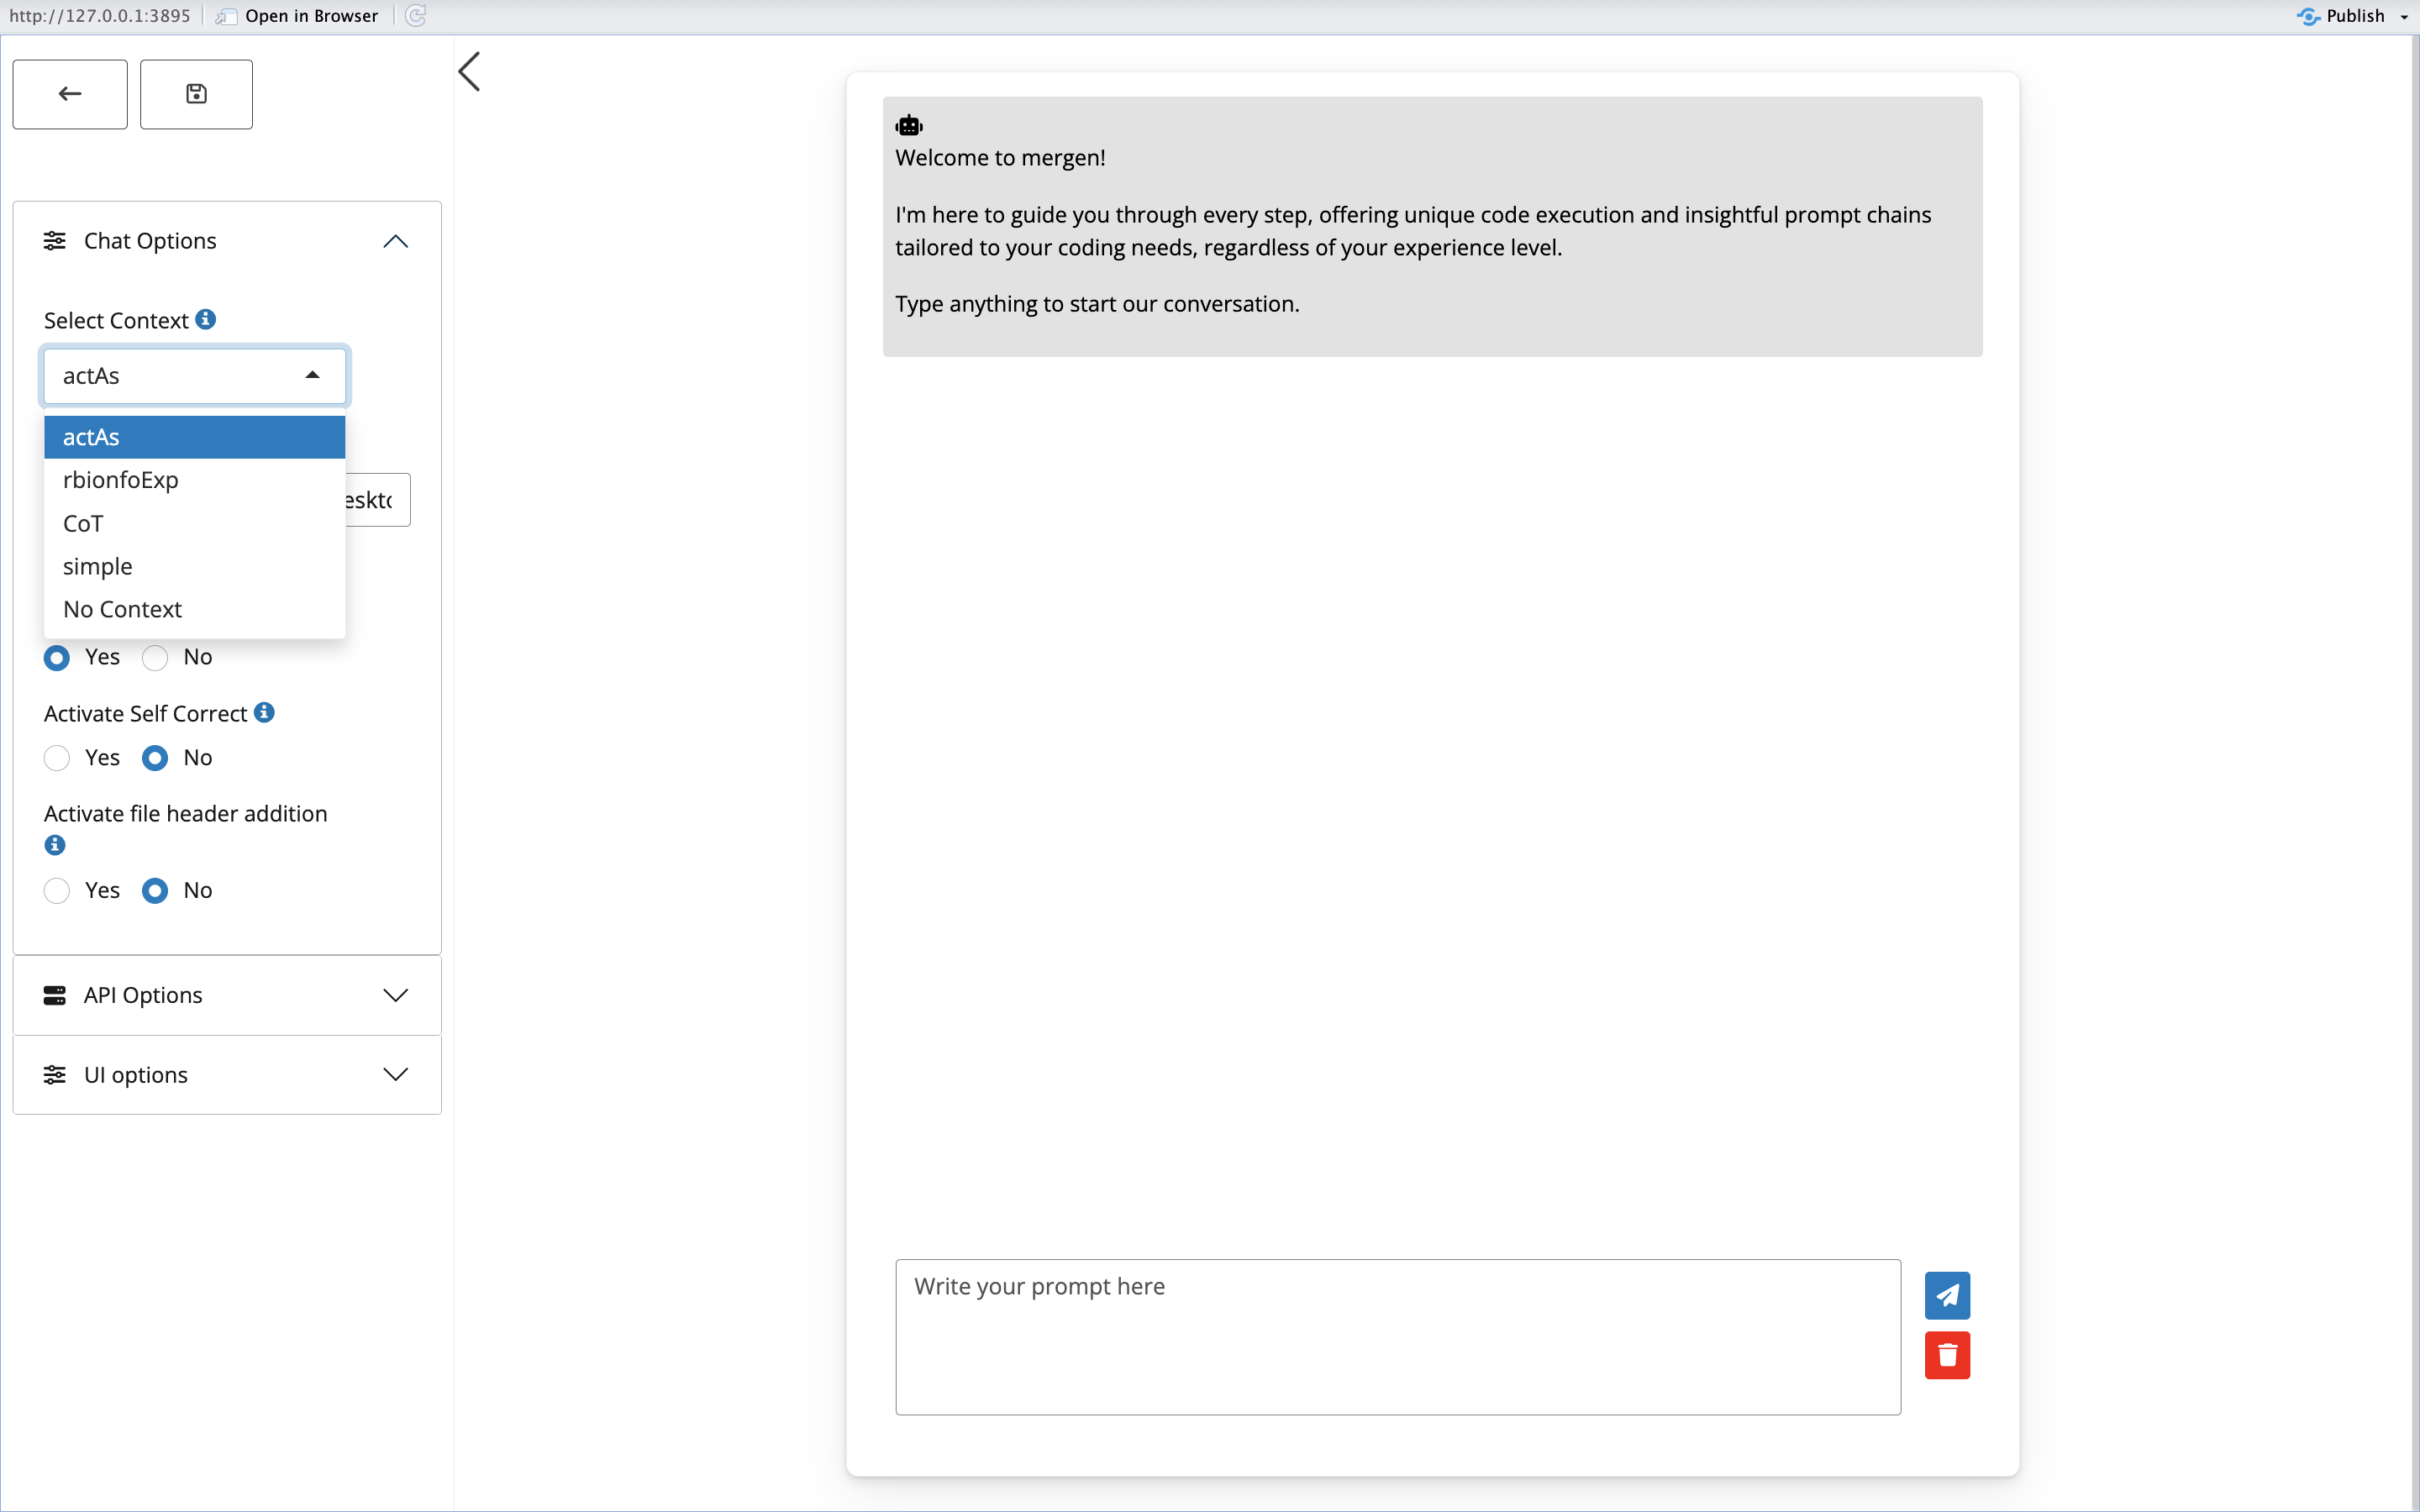 http://127.0.0.1:3895 Open in Browser Publish
Chat Options
Select Context
actAs
actAs
rbionfoExp
CoT
simple
No Context
Yes No
Activate Self Correct
Yes No
Activate file header addition
Yes No
API Options
UI options
Welcome to mergen!
I'm here to guide you through every step, offering unique code execution and insightful prompt chains
tailored to your coding needs, regardless of your experience level.
Type anything to start our conversation.
Write your prompt here